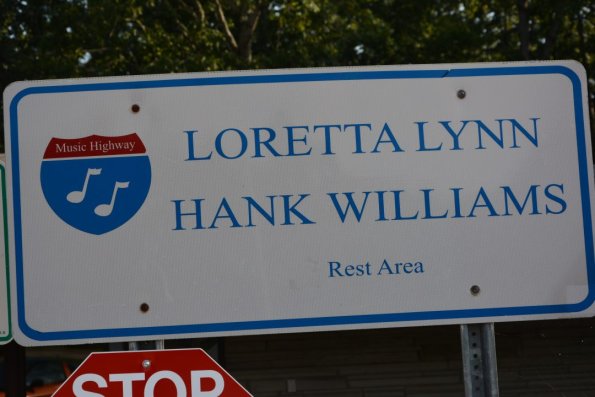 Music Highway
LORETTA LYNN
HANK WILLIAMS
Rest Area
STOP